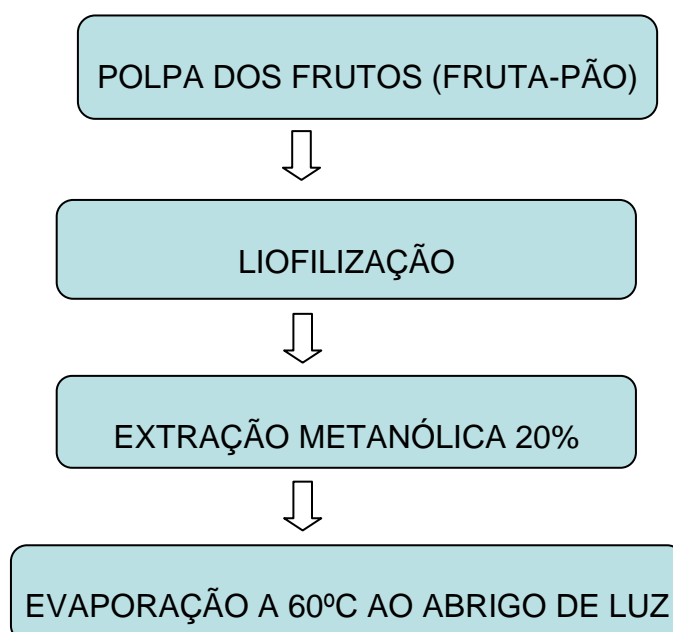 POLPA DOS FRUTOS (FRUTA-PÃO)
LIOFILIZAÇÃO
EXTRAÇÃO METANÓLICA 20%
EVAPORAÇÃO A 60ºC AO ABRIGO DE LUZ